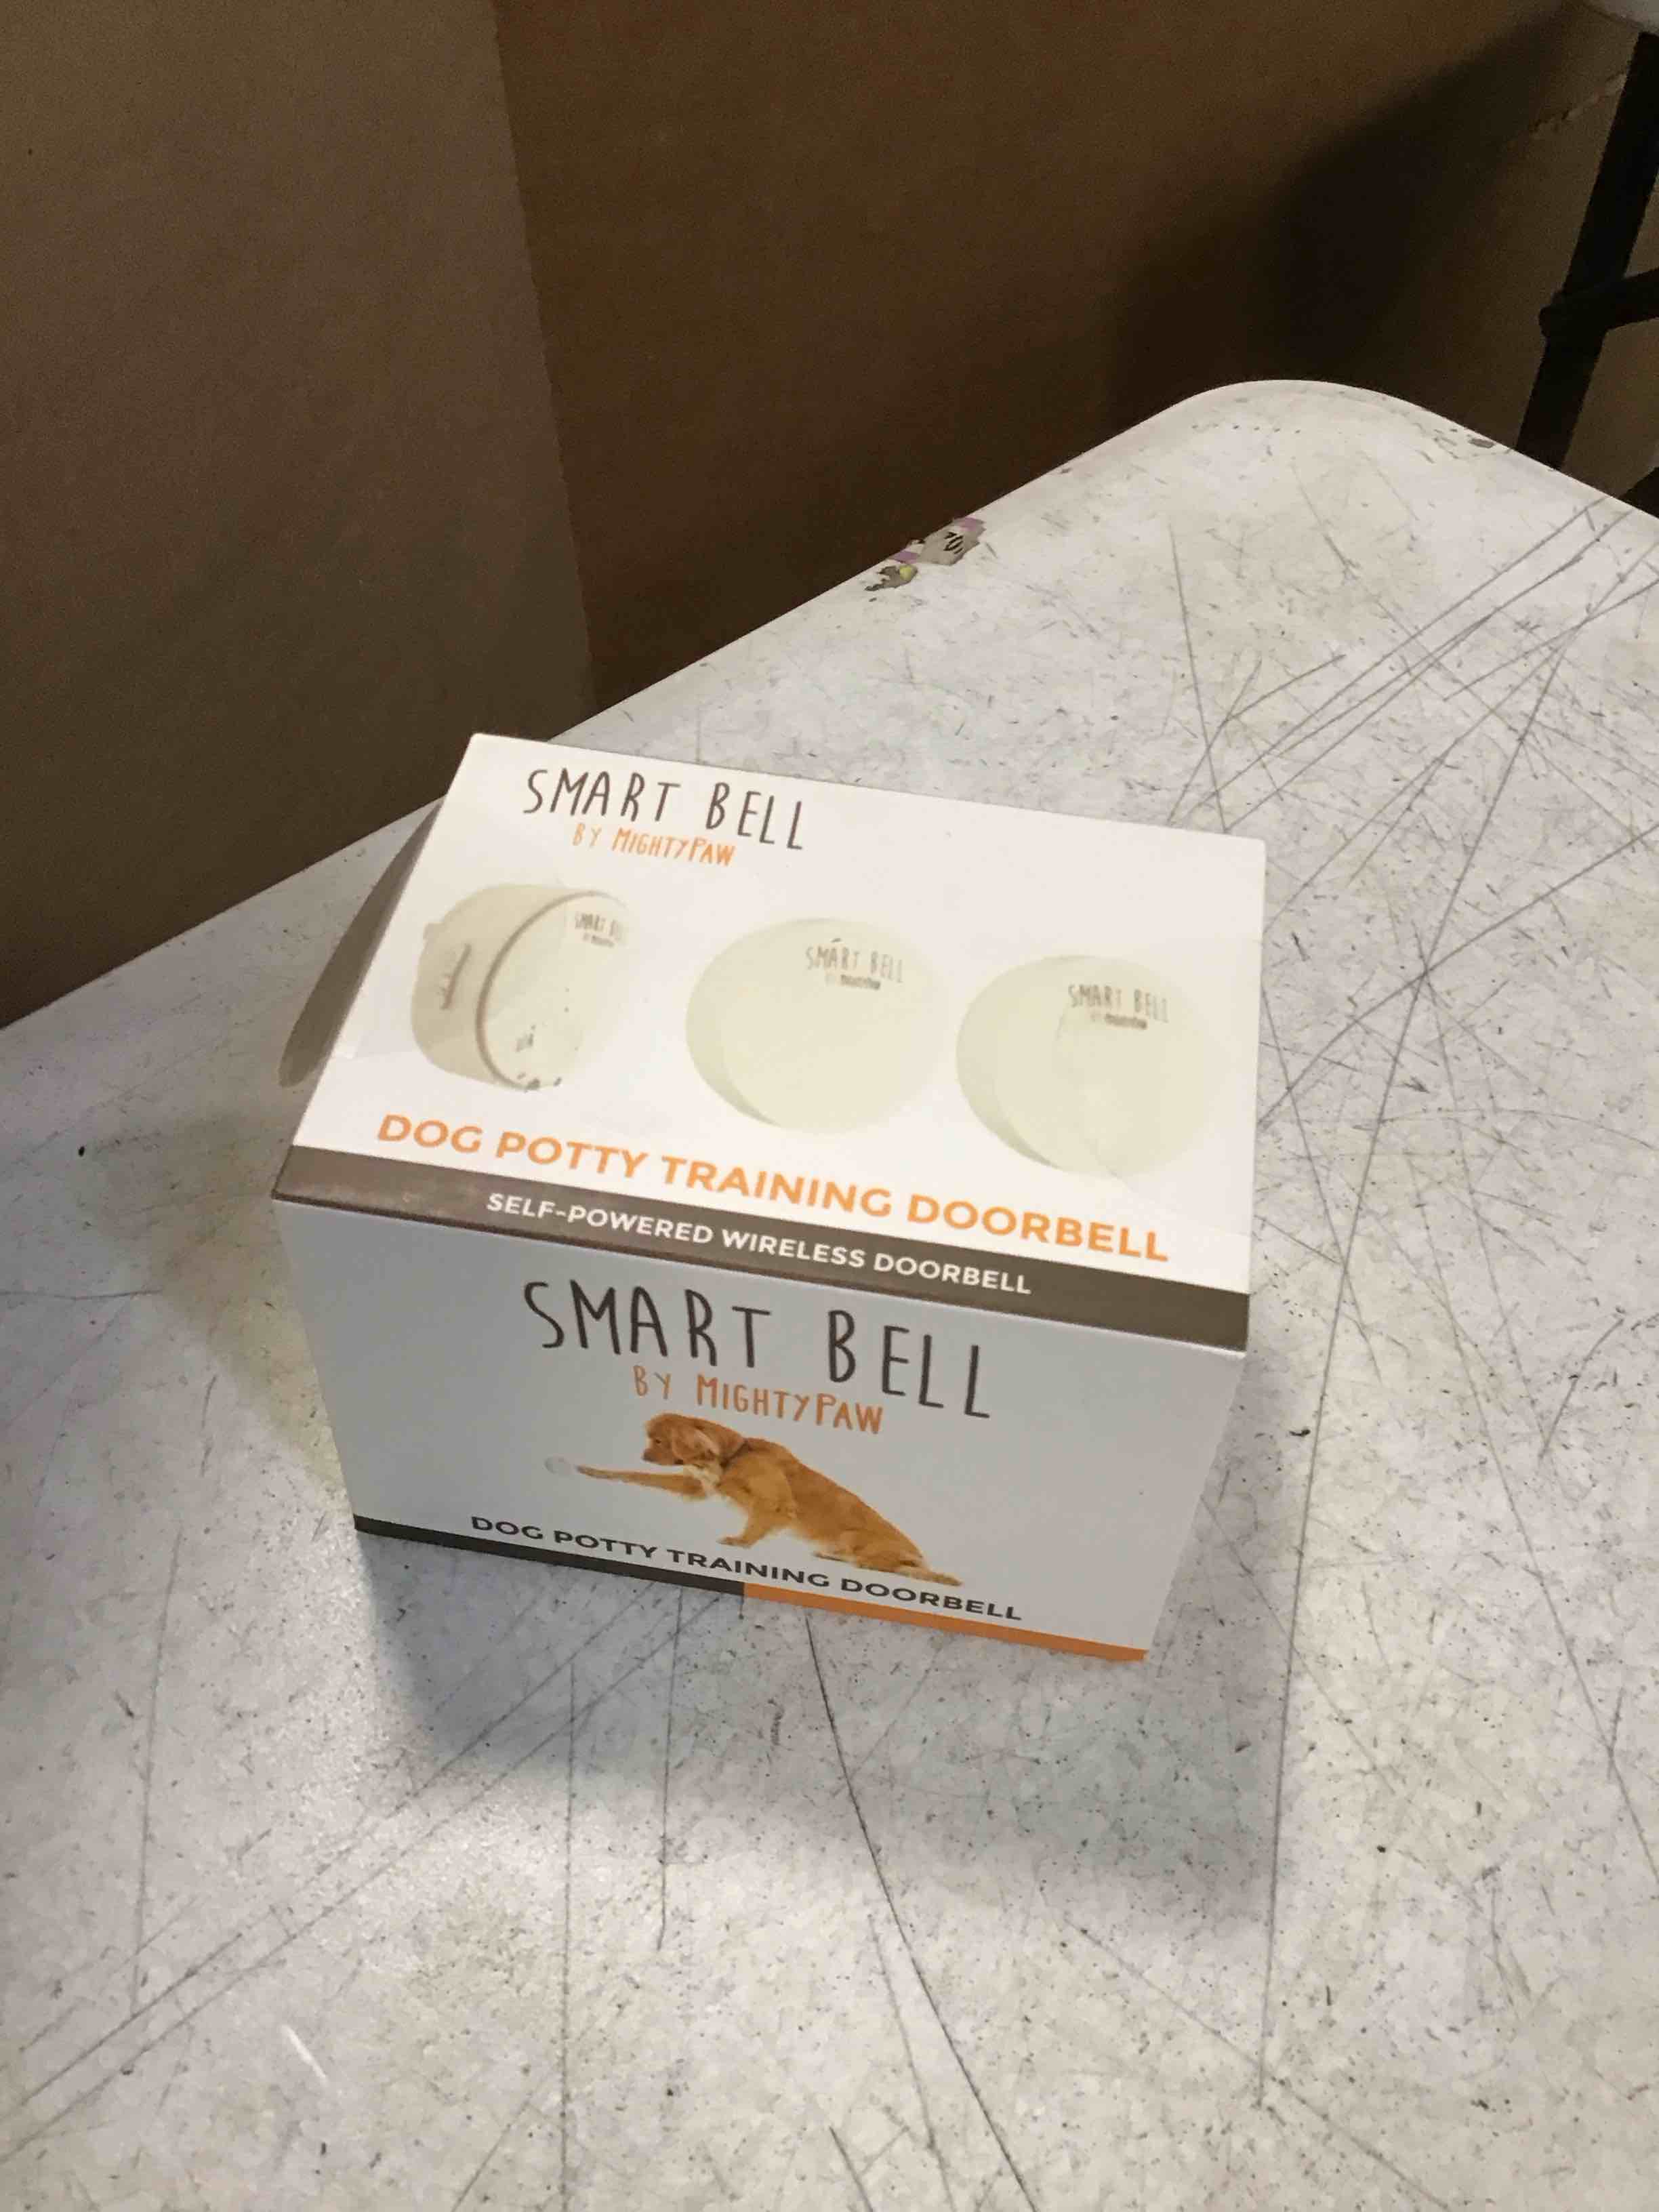 SMART BELL
BY MIGHTYPAW
SMART
SMART BELL
SMART BELL
DOG POTTY TRAINING DOORBELL
SELF-POWERED WIRELESS DOORBELL
SMART BELL
BY MIGHTYPAW
DOG POTTY TRAINING DOORBELL